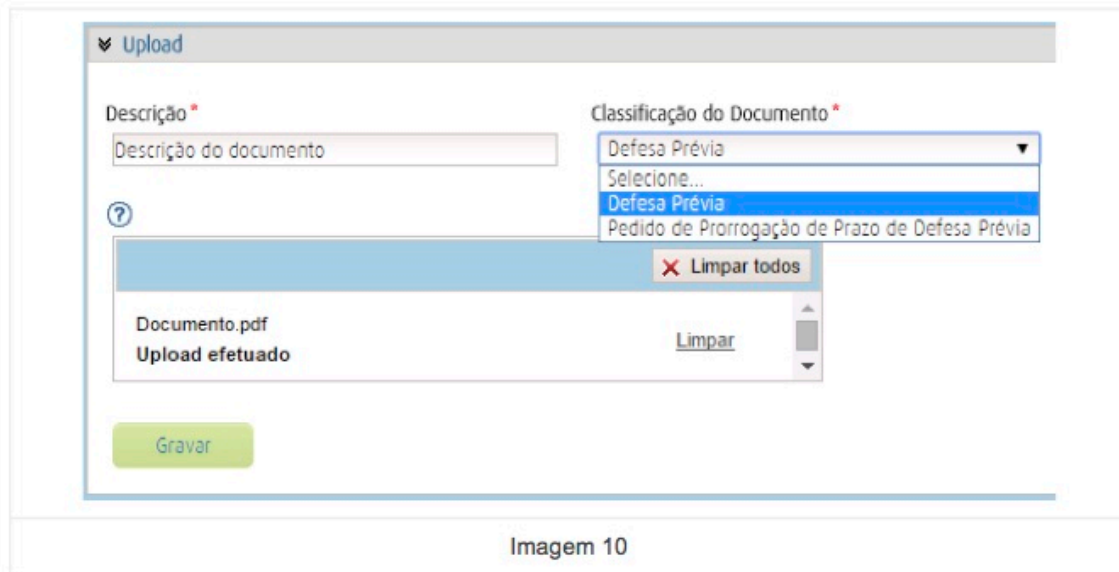 Upload
Descrição * Classificação do Documento *
Descrição do documento Defesa Prévia
Selecione...
Defesa Prévia
Pedido de Prorrogação de Prazo de Defesa Prévia
?
Limpar todos
Documento.pdf
Upload efetuado
Limpar
Gravar
Imagem 10